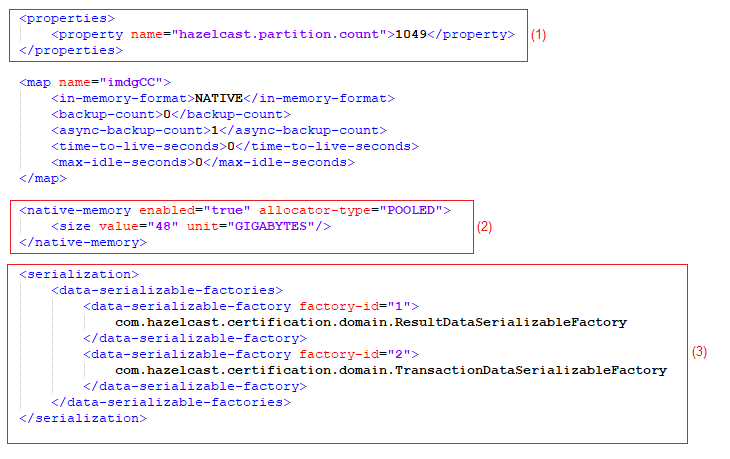 <properties>
<property name="hazelcast.partition.count">1049</property> (1)
</properties>
<map name="imdgCC">
<in-memory-format>NATIVE</in-memory-format>
<backup-count>0</backup-count>
<async-backup-count>1</async-backup-count>
<time-to-live-seconds>0</time-to-live-seconds>
<max-idle-seconds>0</max-idle-seconds>
</map>
<native-memory enabled="true" allocator-type="POOLED">
<size value="48" unit="GIGABYTES"/> (2)
</native-memory>
<serialization>
<data-serializable-factories>
<data-serializable-factory factory-id="1">
com.hazelcast.certification.domain.ResultDataSerializableFactory
</data-serializable-factory>
<data-serializable-factory factory-id="2"> (3)
com.hazelcast.certification.domain.TransactionDataSerializableFactory
</data-serializable-factory>
</data-serializable-factories>
</serialization>